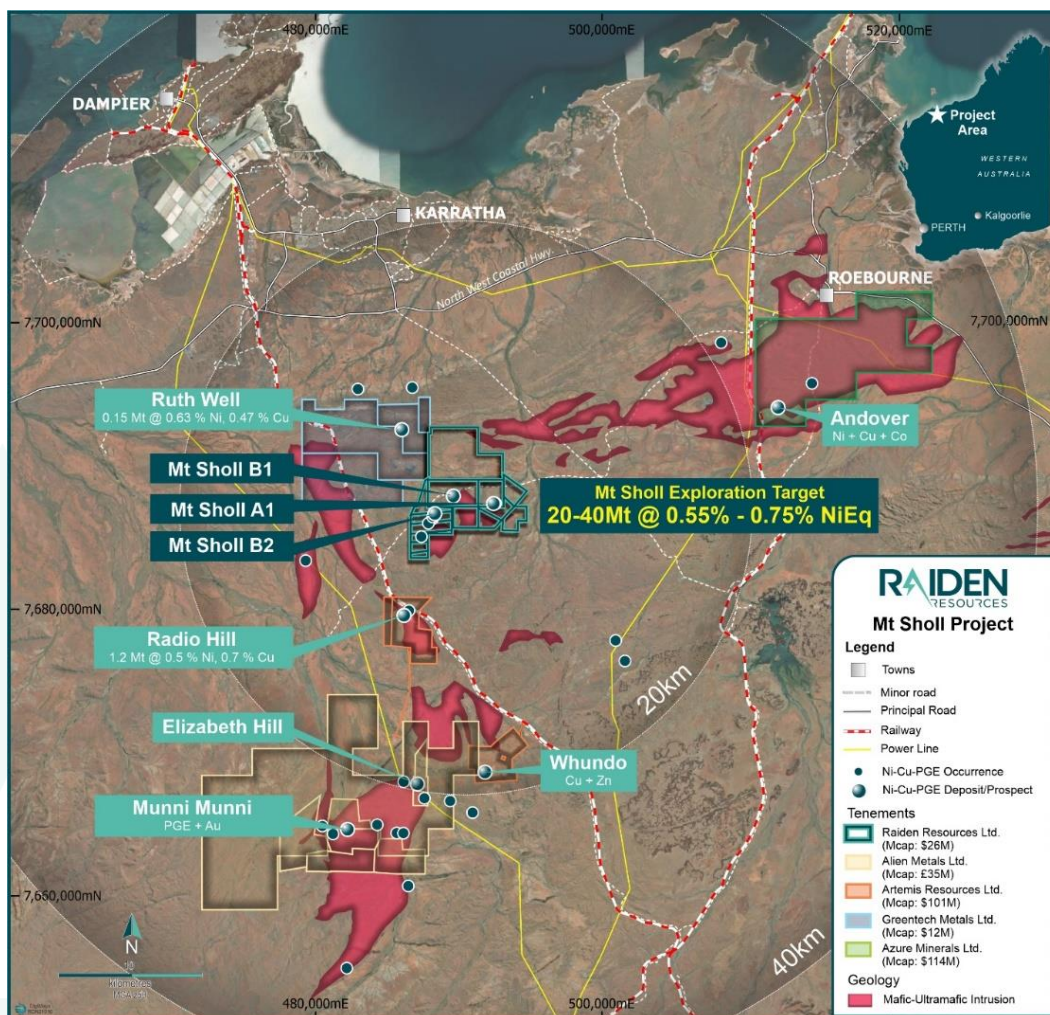 480,000mE
500,000mE
520,000mE
DAMPIER
KARRATHA
North West Coastal Hwy.
ROEBOURNE
Project
Area
WESTERN
AUSTRALIA
Kalgoorlie
PERTH
7,700,000mN
7,700,000mN
Ruth Well
0.15 Mt @ 0.63 % Ni, 0.47 % Cu
Andover
Ni + Cu + Co
Mt Sholl B1
Mt Sholl A1
Mt Sholl B2
Mt Sholl Exploration Target
20-40Mt @ 0.55% - 0.75% NiEq
7,680,000mN
Radio Hill
1.2 Mt @ 0.5 % Ni, 0.7 % Cu
20km
Elizabeth Hill
Whundo
Cu + Zn
Munni Munni
PGE + Au
7,660,000mN
N
10
kilometres
40km
480,000mE
500,000mE
RAIDEN
RESOURCES
Mt Sholl Project
Legend
Towns
Minor road
Principal Road
Railway
Power Line
Ni-Cu-PGE Occurrence
Ni-Cu-PGE Deposit/Prospect
Tenements
Raiden Resources Ltd.
(Mcap: $26M)
Alien Metals Ltd.
(Mcap: £35M)
Artemis Resources Ltd.
(Mcap: $101M)
Greentech Metals Ltd.
(Mcap: $12M)
Azure Minerals Ltd.
(Mcap: $114M)
Geology
Mafic-Ultramafic Intrusion